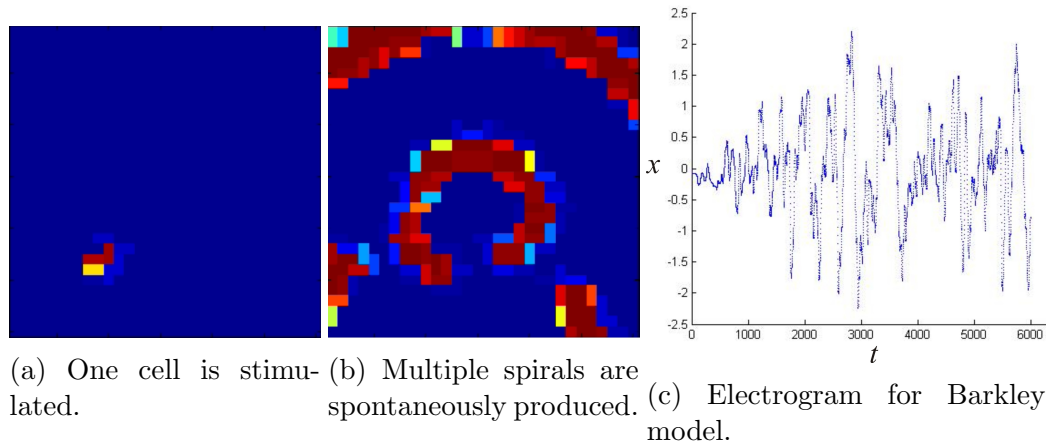 2.5
2
1.5
1
0.5
x 0
-0.5
-1
-1.5
-2
-2.5
0 1000 2000 3000 4000 5000 6000
t
(a) One cell is stimu-
lated.
(b) Multiple spirals are
spontaneously produced.
(c) Electrogram for Barkley
model.